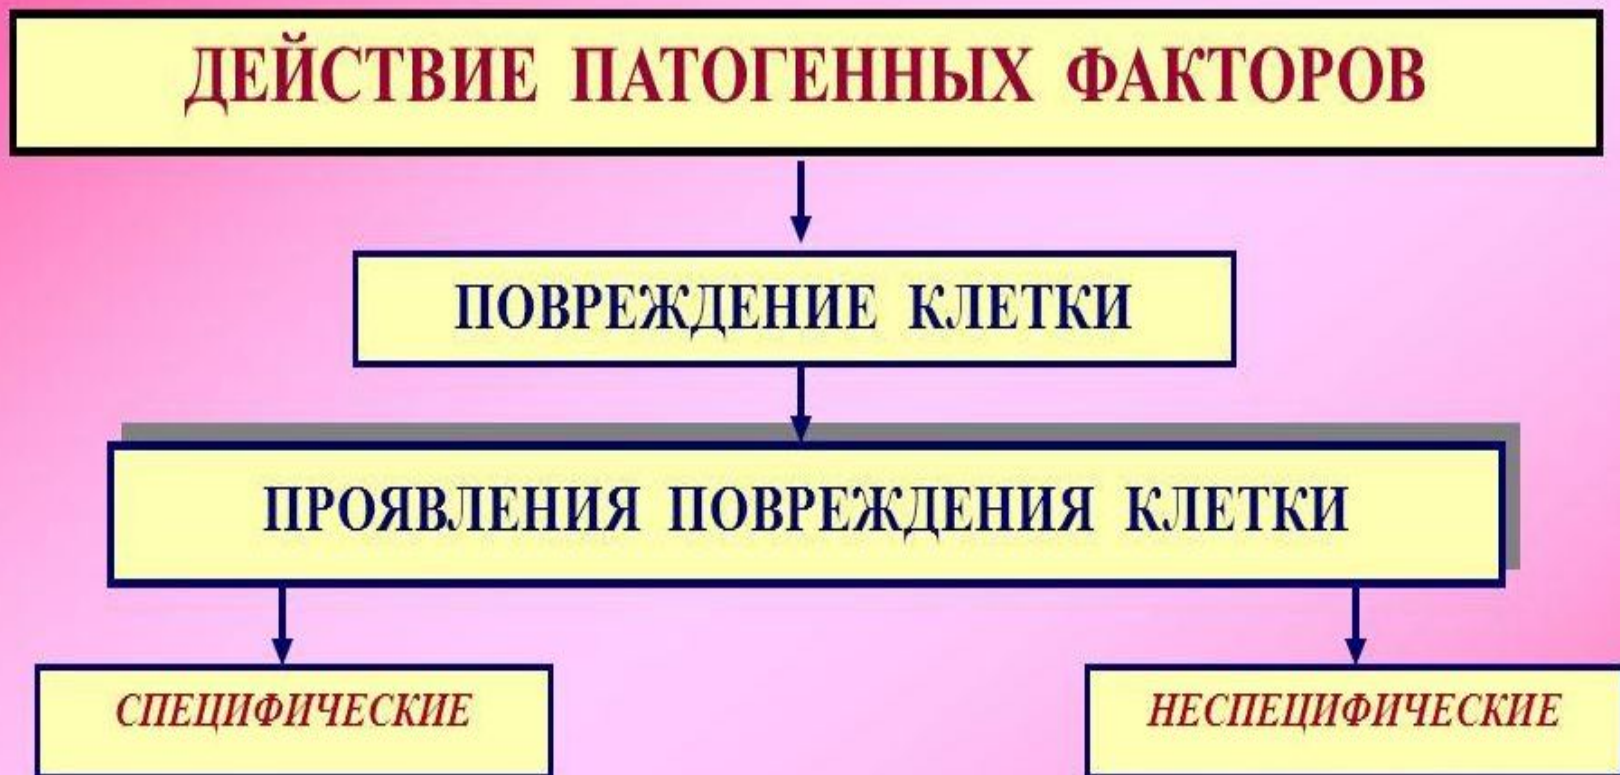 ДЕЙСТВИЕ ПАТОГЕННЫХ ФАКТОРОВ
ПОВРЕЖДЕНИЕ КЛЕТКИ
ПРОЯВЛЕНИЯ ПОВРЕЖДЕНИЯ КЛЕТКИ
СПЕЦИФИЧЕСКИЕ
НЕСПЕЦИФИЧЕСКИЕ